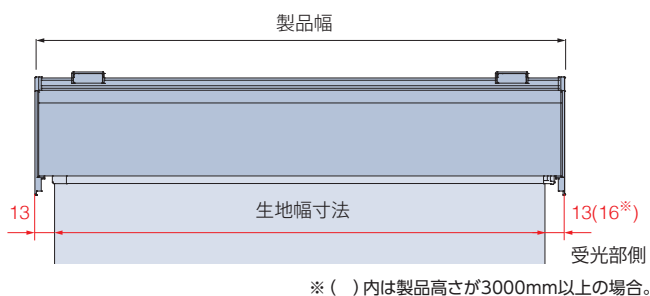 製品幅
13
生地幅寸法
13(16※)
受光部側
※(　)内は製品高さが3000mm以上の場合。